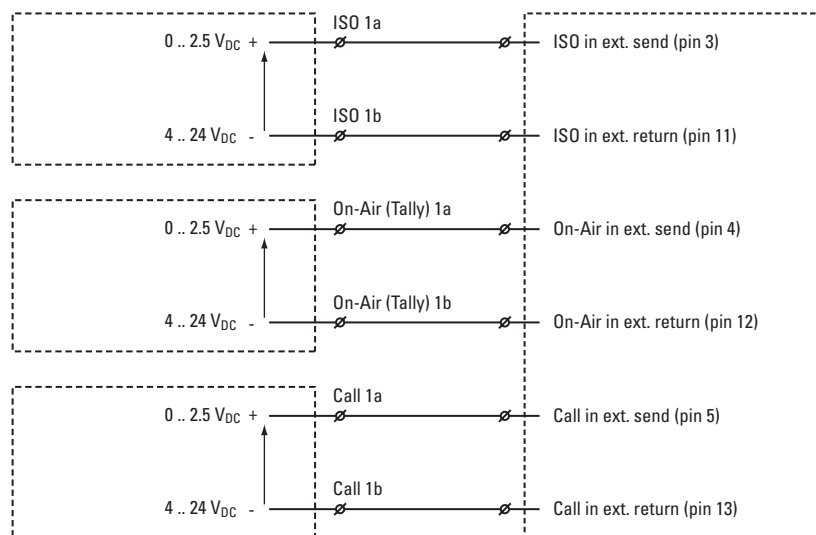 ISO 1a
0 .. 2.5 VDC + ISO in ext. send (pin 3)
ISO 1b
4 .. 24 VDC - ISO in ext. return (pin 11)
On-Air (Tally) 1a
0 .. 2.5 VDC + On-Air in ext. send (pin 4)
On-Air (Tally) 1b
4 .. 24 VDC - On-Air in ext. return (pin 12)
Call 1a
0 .. 2.5 VDC + Call in ext. send (pin 5)
Call 1b
4 .. 24 VDC - Call in ext. return (pin 13)